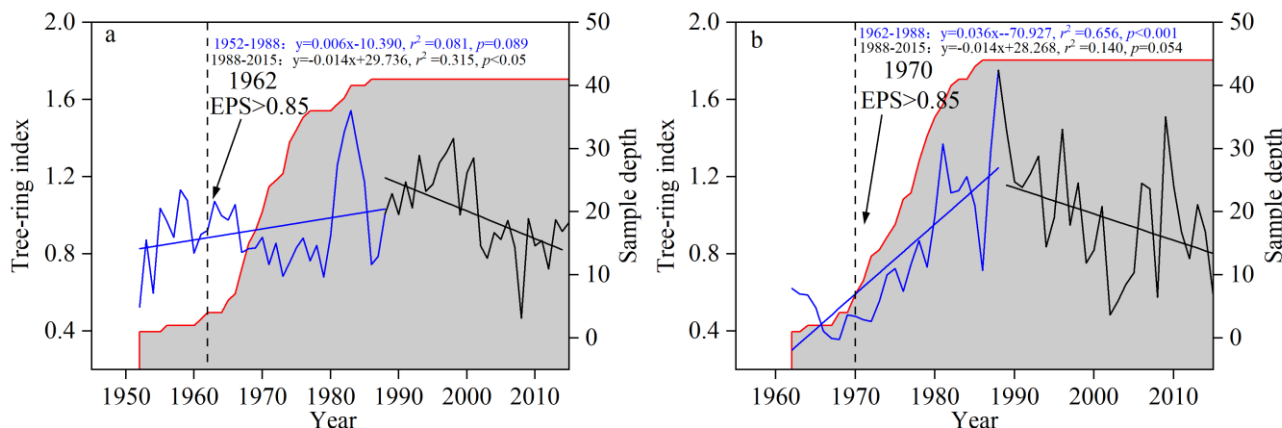 a
1952-1988：y=0.006x-10.390, r² =0.081, p=0.089
1988-2015：y=-0.014x+29.736, r² =0.315, p<0.05
1962
EPS>0.85
Tree-ring index
2.0
1.6
1.2
0.8
0.4
Sample depth
50
40
30
20
10
0
1950 1960 1970 1980 1990 2000 2010
Year
b
1962-1988：y=0.036x--70.927, r² =0.656, p<0.001
1988-2015：y=-0.014x+28.268, r² =0.140, p=0.054
1970
EPS>0.85
Tree-ring index
2.0
1.6
1.2
0.8
0.4
Sample depth
50
40
30
20
10
0
1960 1970 1980 1990 2000 2010
Year